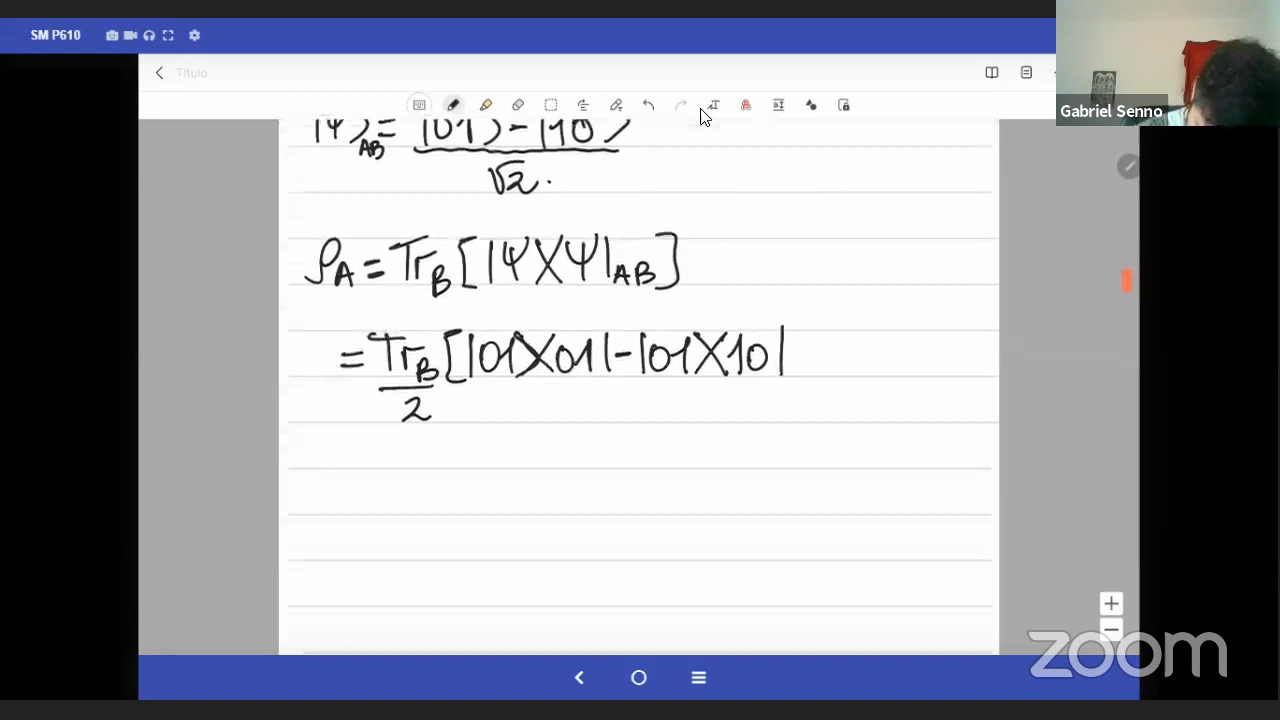 SM P610
Título
Gabriel Senno
|ψ⟩_AB = |01⟩ - |10⟩
√2.
ρ_A = Tr_B [|ψ⟩⟨ψ|_AB]
= Tr_B [|01⟩⟨01| - |01⟩⟨10|
2
zoom